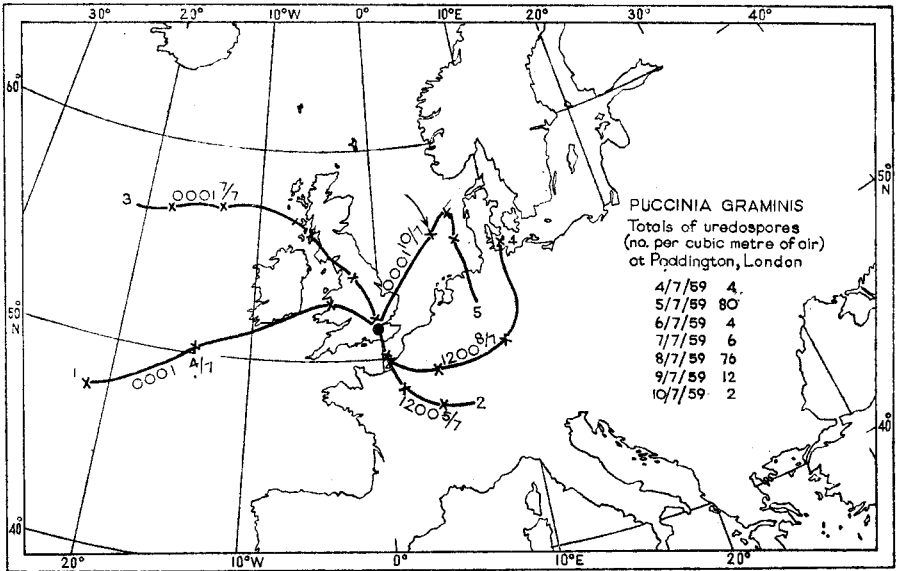 30° 20° 10°W 0° 10°E 20° 30° 40°
60°
50°
N
3 0001 7/7
0001 10/7
4
5
1200 8/7
1 0001 4/7
1200 5/7 2
PUCCINIA GRAMINIS
Totals of uredospores
(no. per cubic metre of air)
at Paddington, London
4/7/59 4
5/7/59 80
6/7/59 4
7/7/59 6
8/7/59 76
9/7/59 12
10/7/59 2
50°
N
40°
40°
20° 10°W 0° 10°E 20°